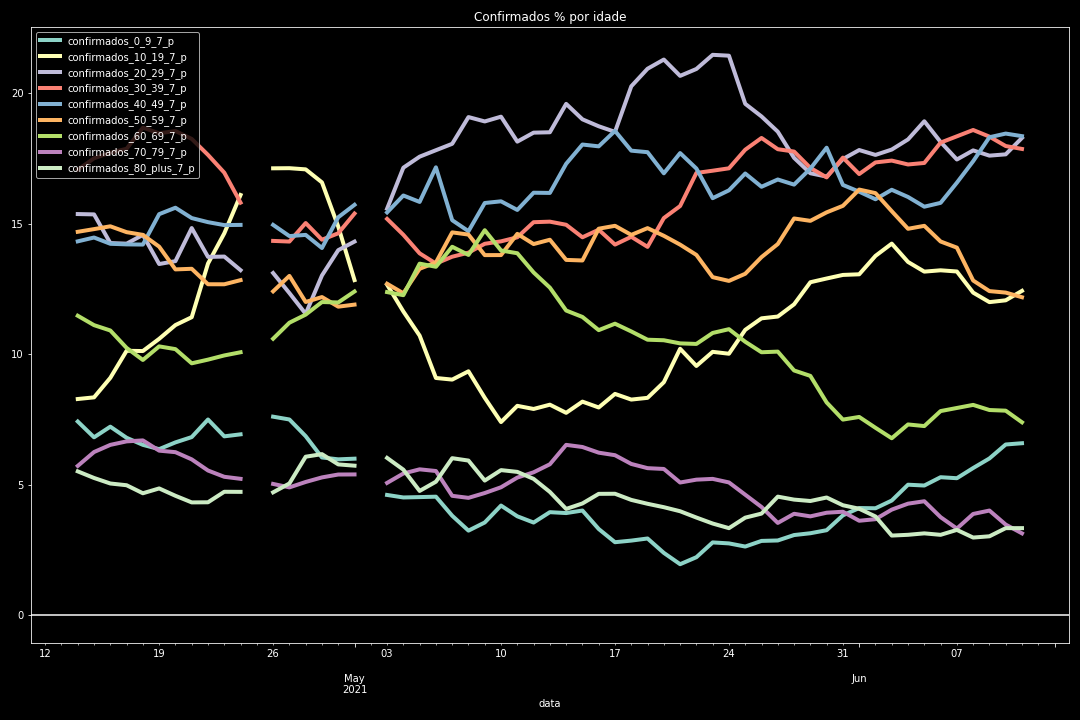 Confirmados % por idade
confirmados_0_9_7_p
confirmados_10_19_7_p
confirmados_20_29_7_p
confirmados_30_39_7_p
confirmados_40_49_7_p
confirmados_50_59_7_p
confirmados_60_69_7_p
confirmados_70_79_7_p
confirmados_80_plus_7_p
20
15
10
5
0
12 19 26 03 10 17 24 31 07
May Jun
2021
data